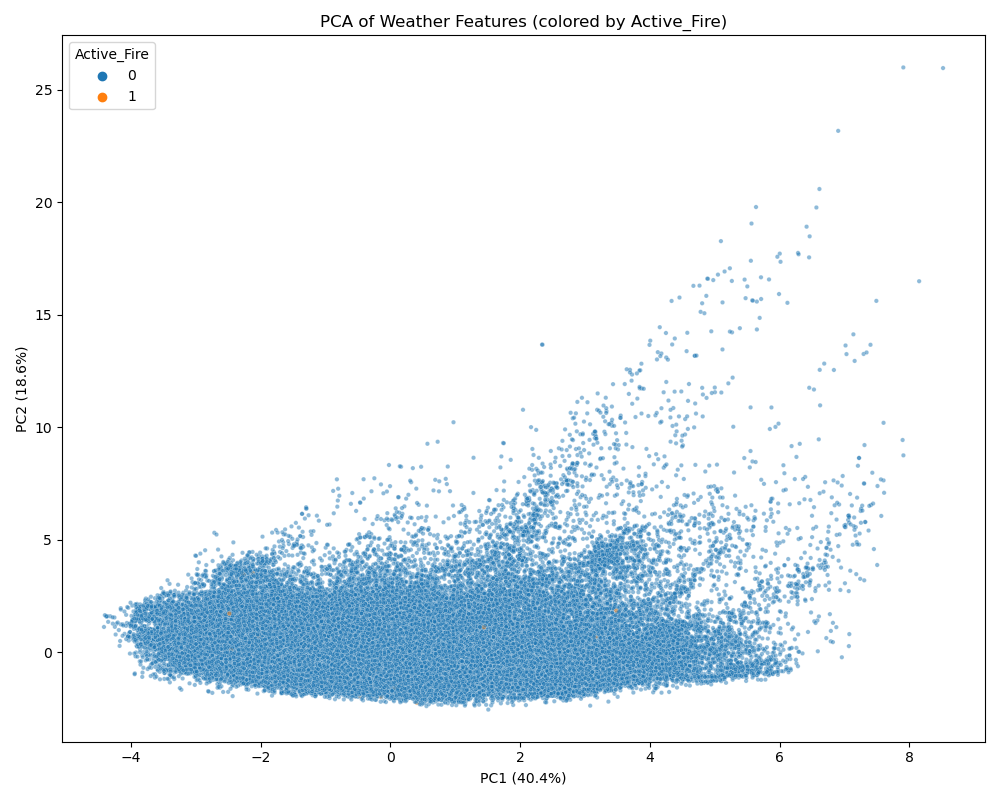 PCA of Weather Features (colored by Active_Fire)
Active_Fire
0
1
25
20
15
10
5
0
PC2 (18.6%)
−4 −2 0 2 4 6 8
PC1 (40.4%)